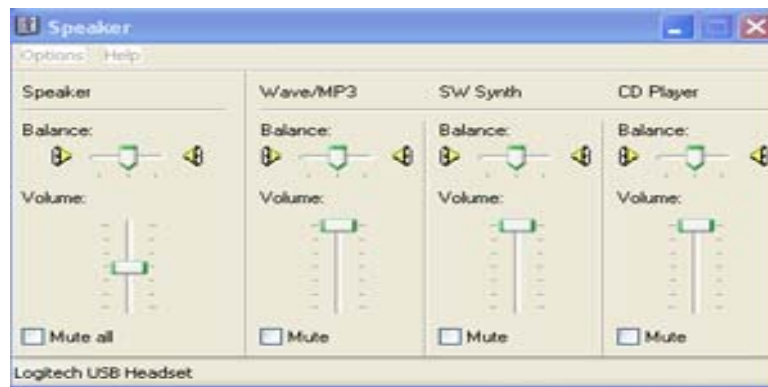 Speaker
Options Help
Speaker Wave/MP3 SW Synth CD Player
Balance: Balance: Balance: Balance:
Volume: Volume: Volume: Volume:
Mute all Mute Mute Mute
Logitech USB Headset